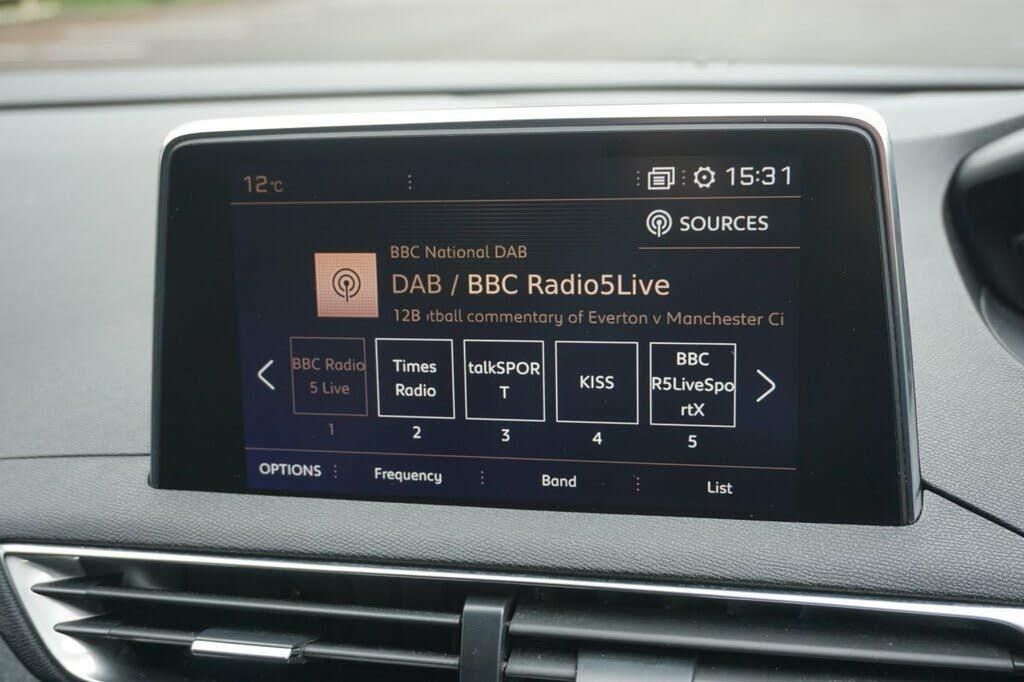 12°C
15:31
SOURCES
BBC National DAB
DAB / BBC Radio5Live
12B tball commentary of Everton v Manchester Ci
BBC Radio
5 Live
1
Times
Radio
2
talkSPOR
T
3
KISS
4
BBC
R5LiveSpo
rtX
5
OPTIONS
Frequency
Band
List